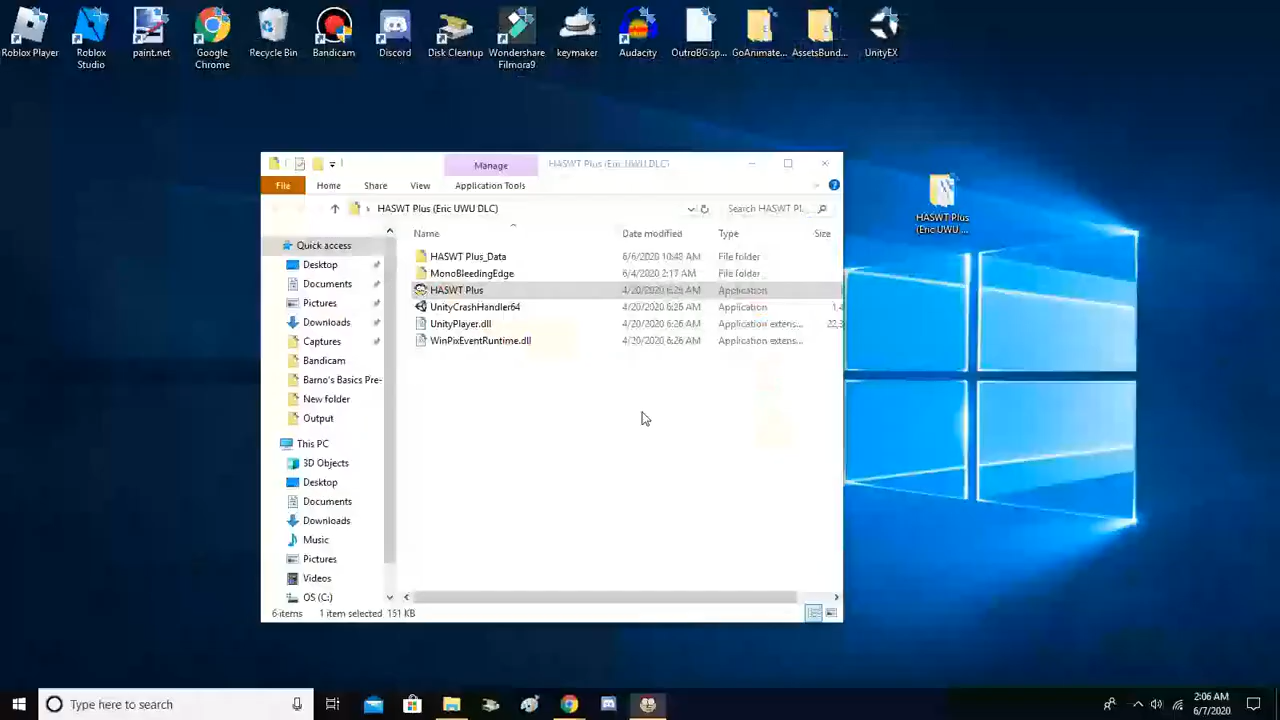 Roblox Player
Roblox Studio
paint.net
Google Chrome
Recycle Bin
Bandicam
Discord
Disk Cleanup
Wondershare Filmora9
keymaker
Audacity
OutroBG.sp...
GoAnimate...
AssetsBund...
UnityEX
HASWT Plus (Eric UWU ...
Manage
HASWT Plus (Eric UWU DLC)
File
Home
Share
View
Application Tools
HASWT Plus (Eric UWU DLC)
Search HASWT Pl...
Name
Date modified
Type
Size
HASWT Plus_Data 6/6/2020 10:48 AM File folder
MonoBleedingEdge 6/4/2020 2:17 AM File folder
HASWT Plus 4/20/2020 6:26 AM Application
UnityCrashHandler64 4/20/2020 6:26 AM Application 1,4
UnityPlayer.dll 4/20/2020 6:26 AM Application extens... 22,3
WinPixEventRuntime.dll 4/20/2020 6:26 AM Application extens...
Quick access
Desktop
Documents
Pictures
Downloads
Captures
Bandicam
Barno's Basics Pre-
New folder
Output
This PC
3D Objects
Desktop
Documents
Downloads
Music
Pictures
Videos
OS (C:)
6 items 1 item selected 151 KB
Type here to search
2:06 AM
6/7/2020